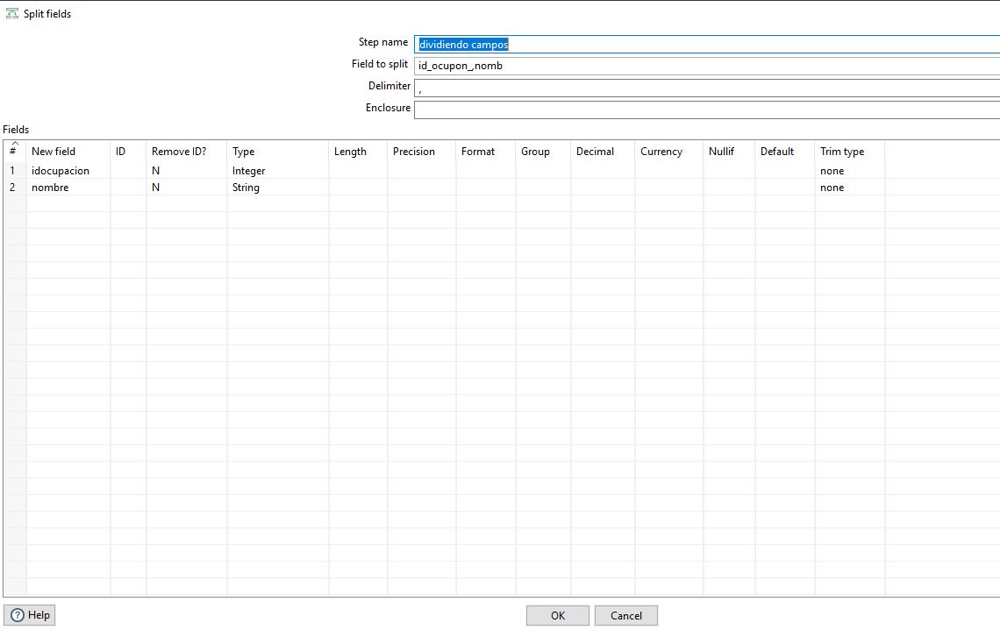 Split fields
Step name dividiendo campos
Field to split id_ocupon_,nomb
Delimiter ,
Enclosure
Fields
# New field ID Remove ID? Type Length Precision Format Group Decimal Currency Nullif Default Trim type
1 idocupacion N Integer none
2 nombre N String none
Help OK Cancel